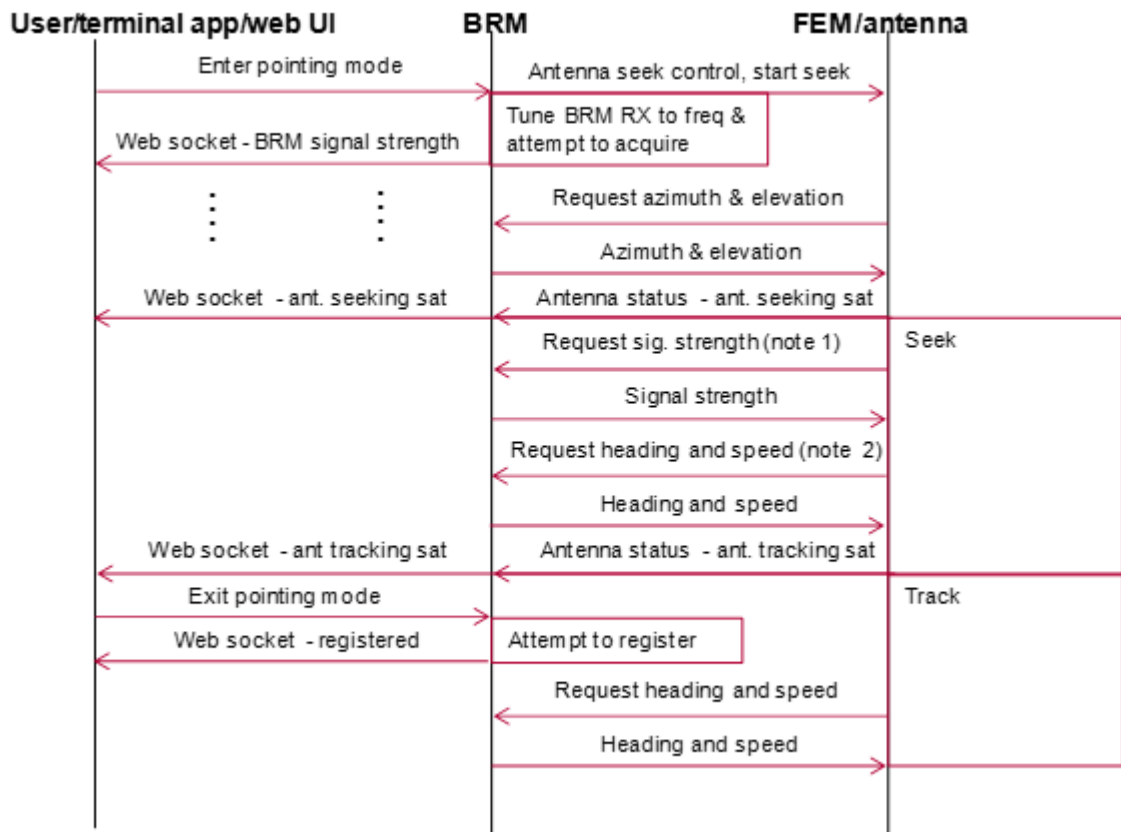 User/terminal app/web UI BRM FEM/antenna
Enter pointing mode
Antenna seek control, start seek
Tune BRM RX to freq &
attempt to acquire
Web socket - BRM signal strength
Request azimuth & elevation
Azimuth & elevation
Web socket - ant. seeking sat
Antenna status - ant. seeking sat
Request sig. strength (note 1)
Seek
Signal strength
Request heading and speed (note 2)
Heading and speed
Web socket - ant tracking sat
Antenna status - ant. tracking sat
Exit pointing mode
Track
Web socket - registered
Attempt to register
Request heading and speed
Heading and speed